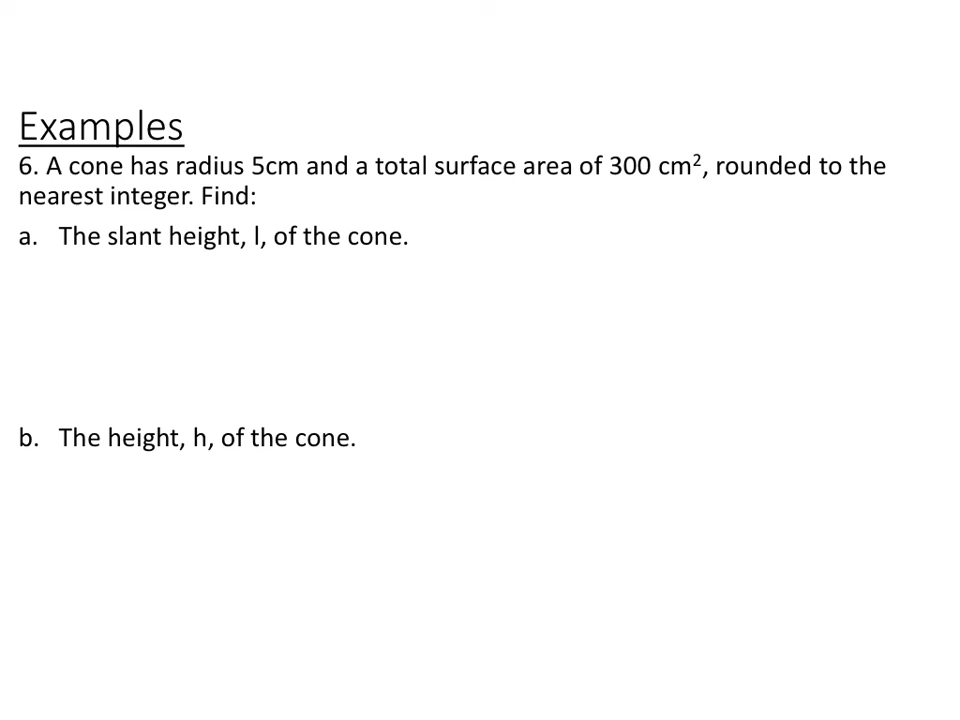 Examples
6. A cone has radius 5cm and a total surface area of 300 cm², rounded to the
nearest integer. Find:
a. The slant height, l, of the cone.
b. The height, h, of the cone.